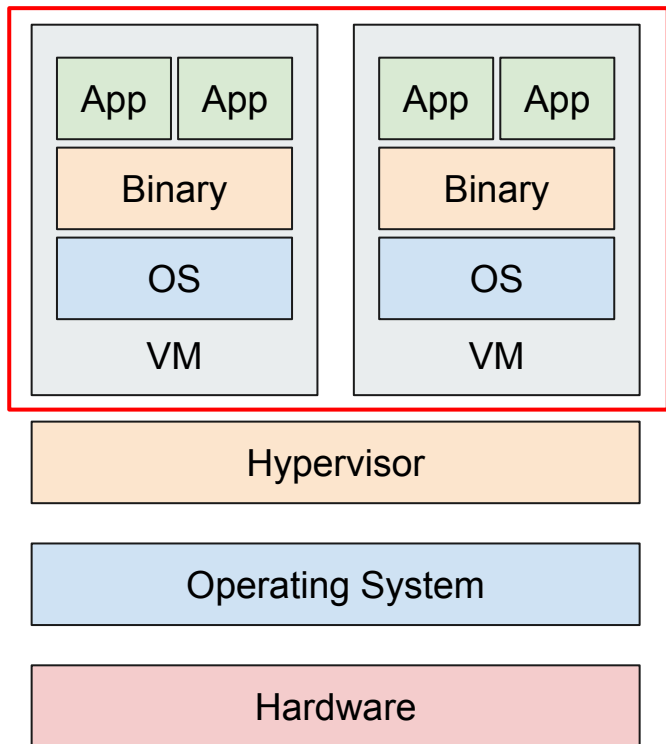 App App App App
Binary Binary
OS OS
VM VM
Hypervisor
Operating System
Hardware